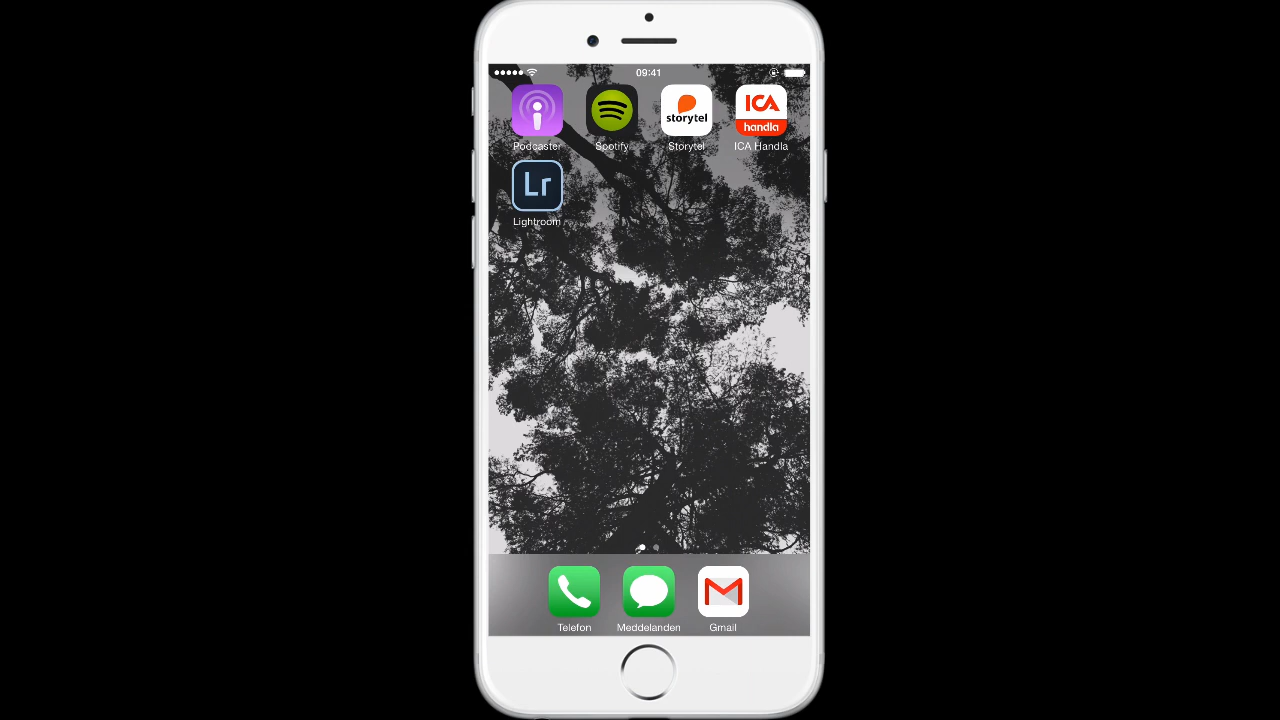 09:41
storytel
ICA
handla
Podcaster Spotify Storytel ICA Handla
Lr
Lightroom
Telefon Meddelanden Gmail